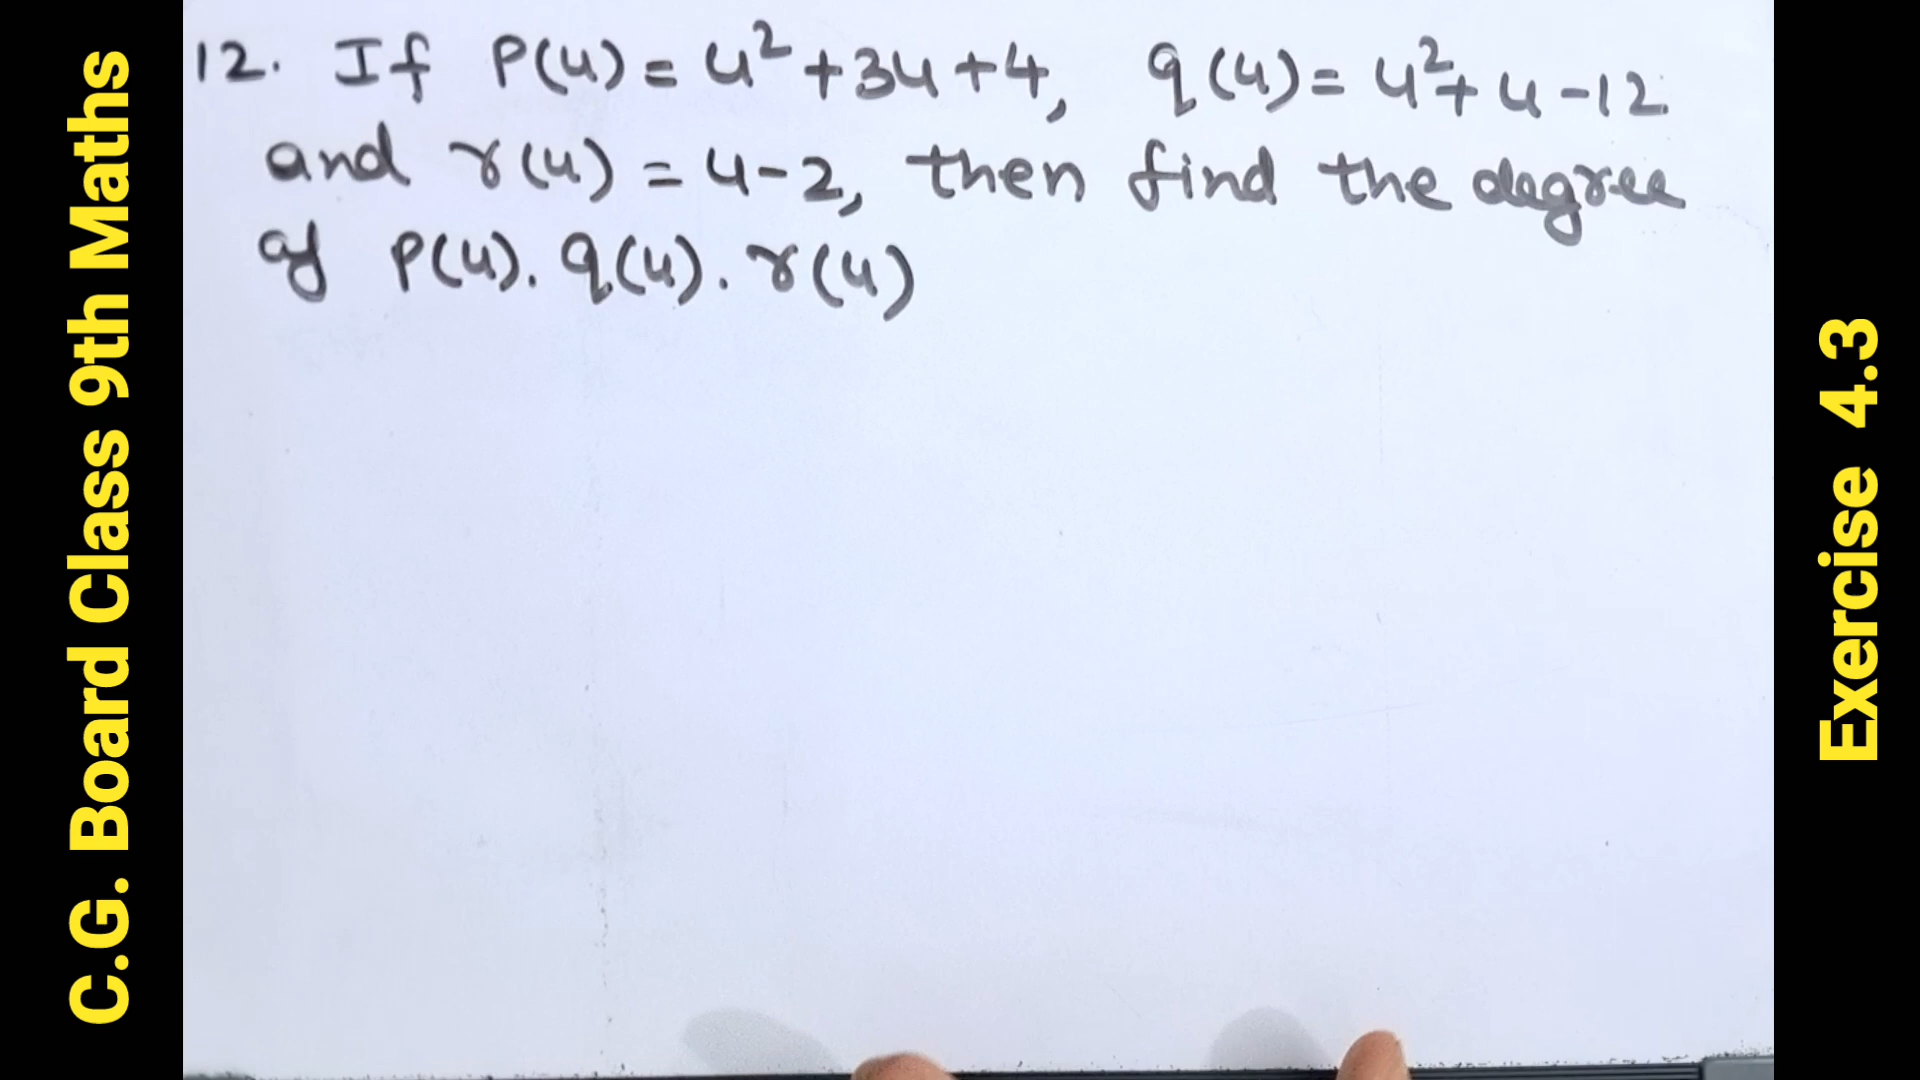 C.G. Board Class 9th Maths
12. If P(u) = u² + 3u + 4, q(u) = u² + u - 12
and r(u) = u - 2, then find the degree
of P(u). q(u). r(u)
Exercise 4.3